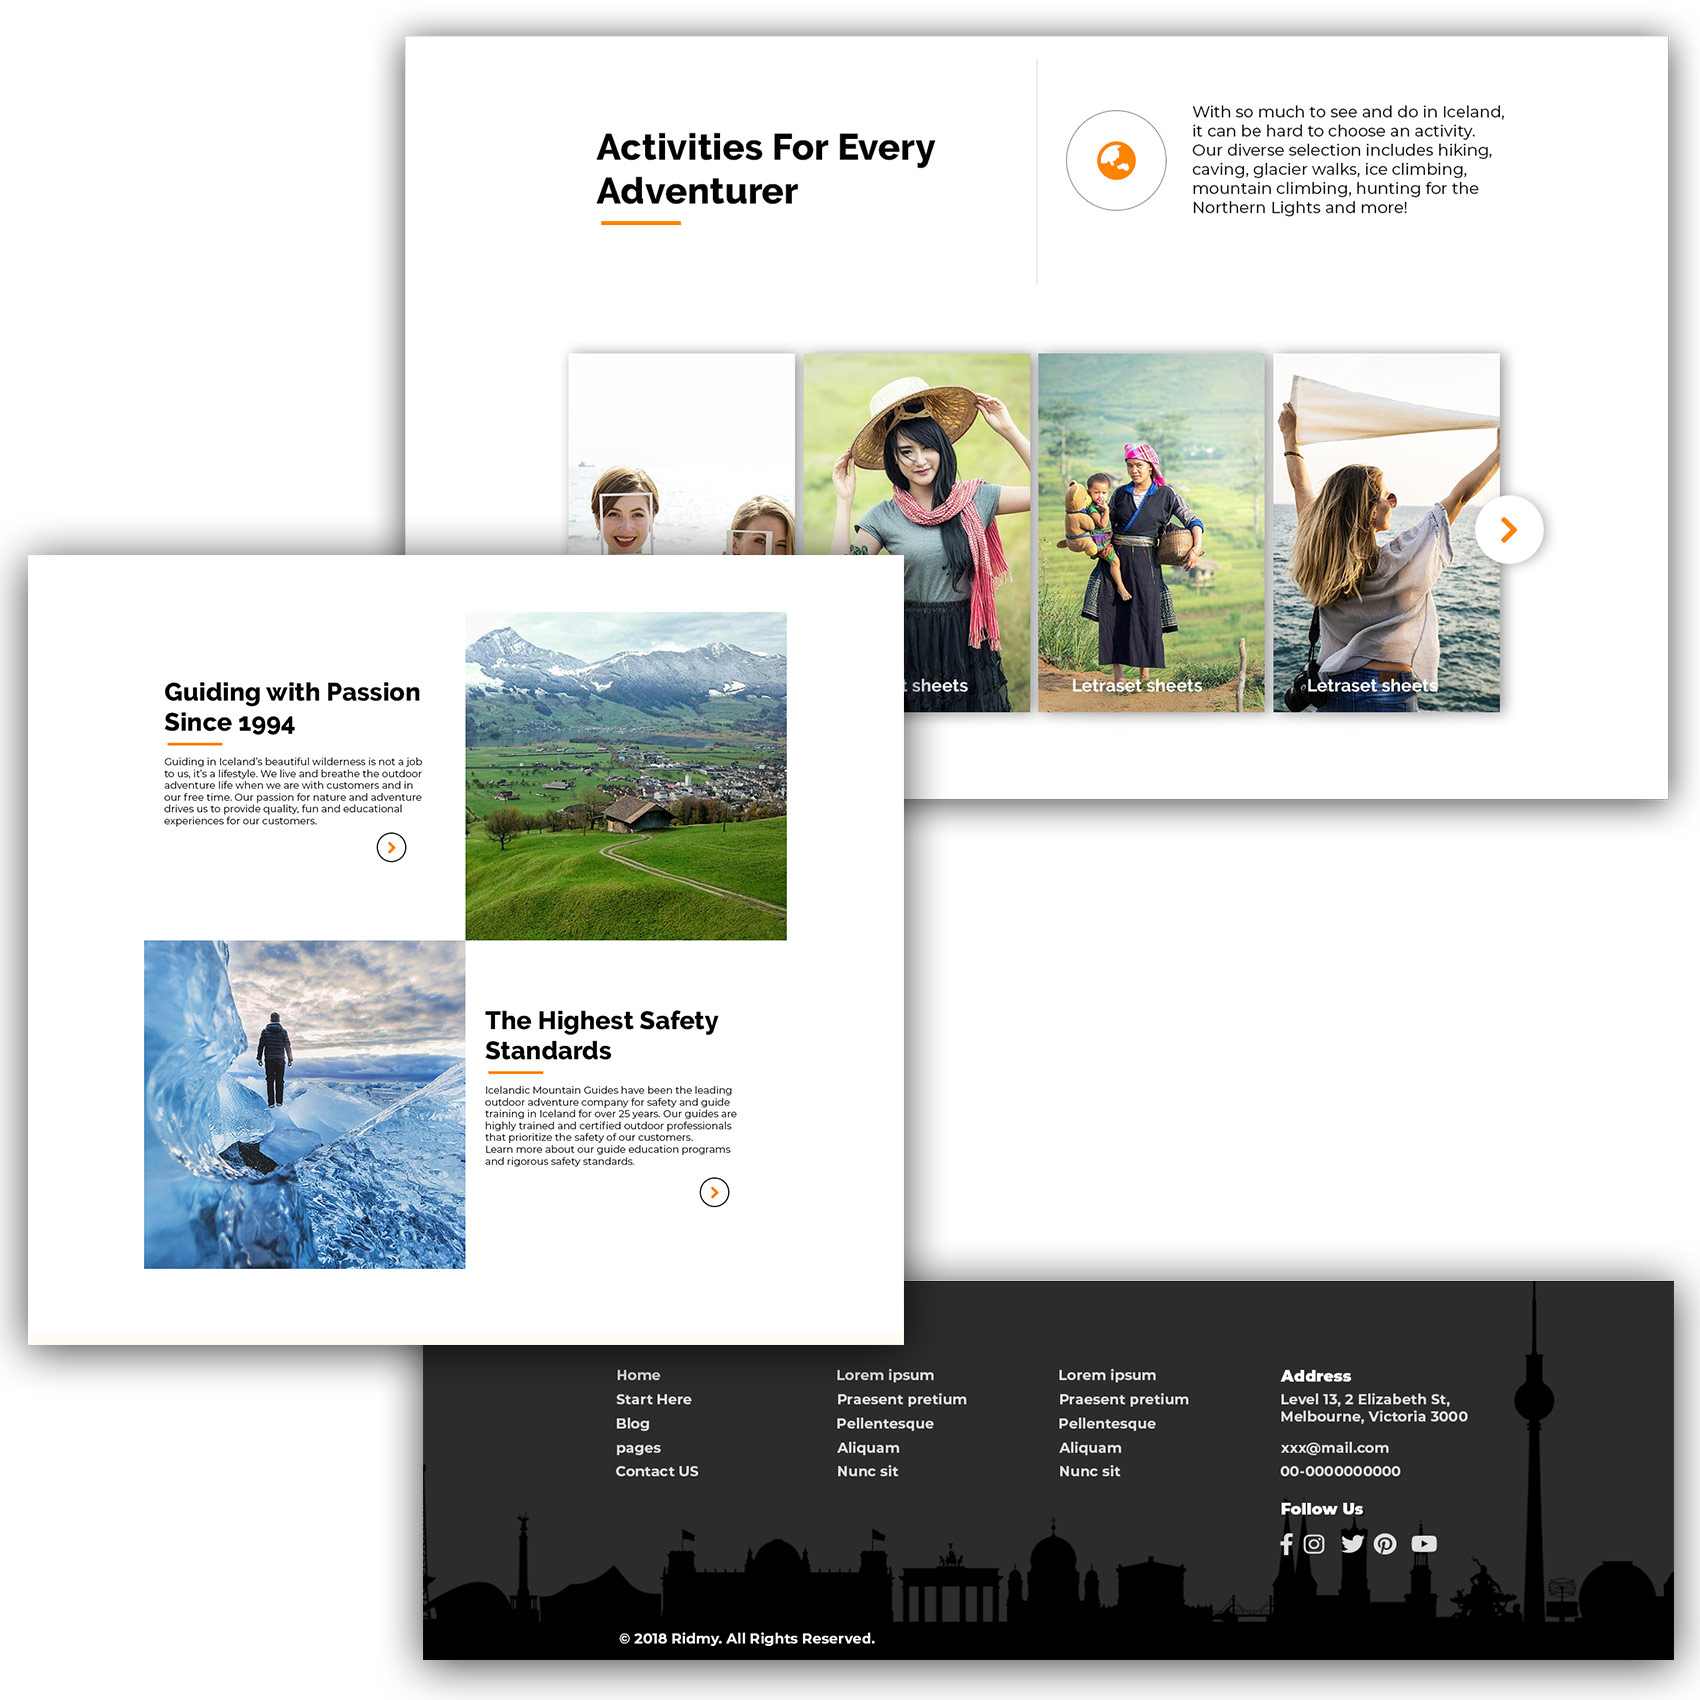 Activities For Every
Adventurer
With so much to see and do in Iceland,
it can be hard to choose an activity.
Our diverse selection includes hiking,
caving, glacier walks, ice climbing,
mountain climbing, hunting for the
Northern Lights and more!
sheets
Letraset sheets
Letraset sheets
Guiding with Passion
Since 1994
Guiding in Iceland's beautiful wilderness is not a job
to us, it's a lifestyle. We live and breathe the outdoor
adventure life when we are with customers and in
our free time. Our passion for nature and adventure
drives us to provide quality, fun and educational
experiences for our customers.
The Highest Safety
Standards
Icelandic Mountain Guides have been the leading
outdoor adventure company for safety and guide
training in Iceland for over 25 years. Our guides are
highly trained and certified outdoor professionals
that prioritize the safety of our customers.
Learn more about our guide education programs
and rigorous safety standards.
Home
Start Here
Blog
pages
Contact US
Lorem ipsum
Praesent pretium
Pellentesque
Aliquam
Nunc sit
Lorem ipsum
Praesent pretium
Pellentesque
Aliquam
Nunc sit
Address
Level 13, 2 Elizabeth St,
Melbourne, Victoria 3000
xxx@mail.com
00-0000000000
Follow Us
© 2018 Ridmy. All Rights Reserved.